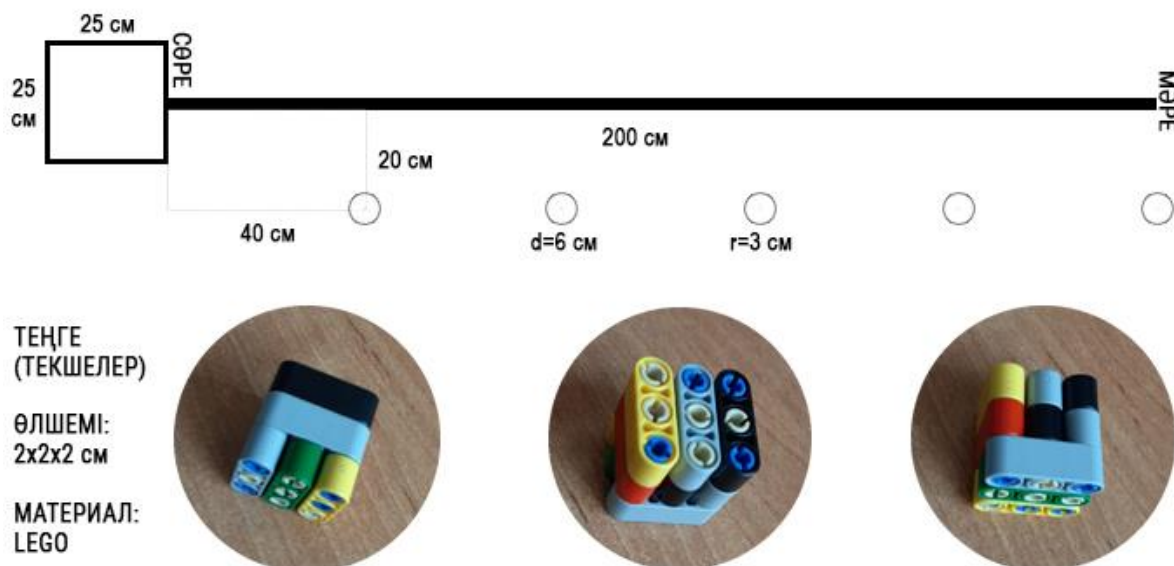 25 см
СӨРЕ
25
см
МӘРЕ
200 см
20 см
40 см
d=6 см
r=3 см
ТЕҢГЕ
(ТЕКШЕЛЕР)
ӨЛШЕМІ:
2x2x2 см
МАТЕРИАЛ:
LEGO